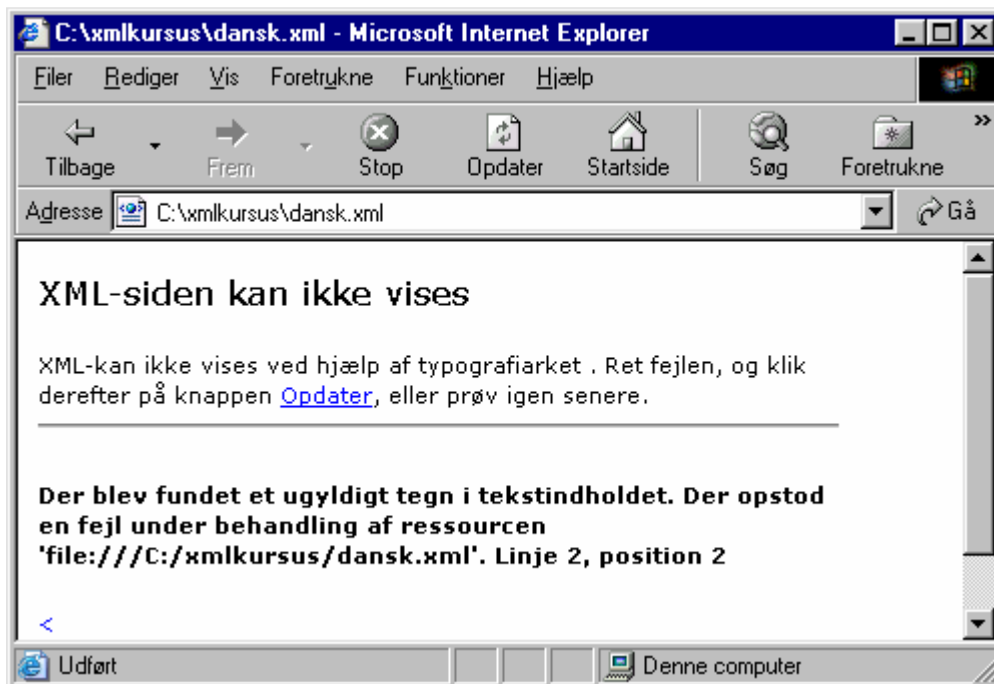 C:\xmlkursus\dansk.xml - Microsoft Internet Explorer
Filer Rediger Vis Foretrukne Funktioner Hjælp
Tilbage Frem Stop Opdater Startside Søg Foretrukne »
Adresse C:\xmlkursus\dansk.xml Gå
XML-siden kan ikke vises
XML-kan ikke vises ved hjælp af typografiarket . Ret fejlen, og klik
derefter på knappen Opdater, eller prøv igen senere.
Der blev fundet et ugyldigt tegn i tekstindholdet. Der opstod
en fejl under behandling af ressourcen
'file:///C:/xmlkursus/dansk.xml'. Linje 2, position 2
<
Udført Denne computer